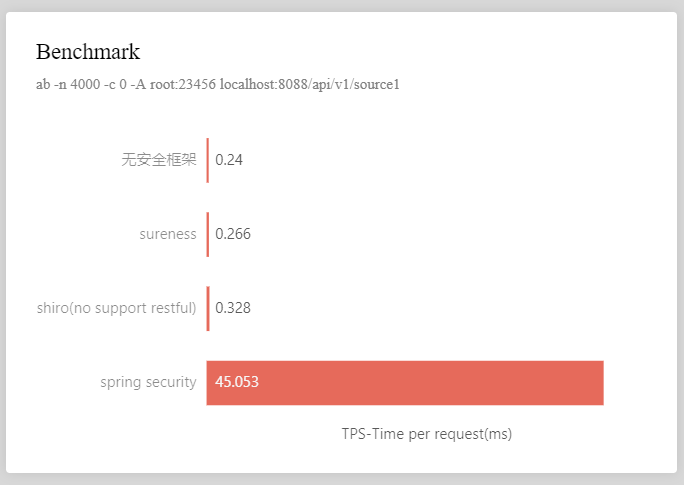 Benchmark
ab -n 4000 -c 0 -A root:23456 localhost:8088/api/v1/source1
无安全框架 0.24
sureness 0.266
shiro(no support restful) 0.328
spring security 45.053
TPS-Time per request(ms)